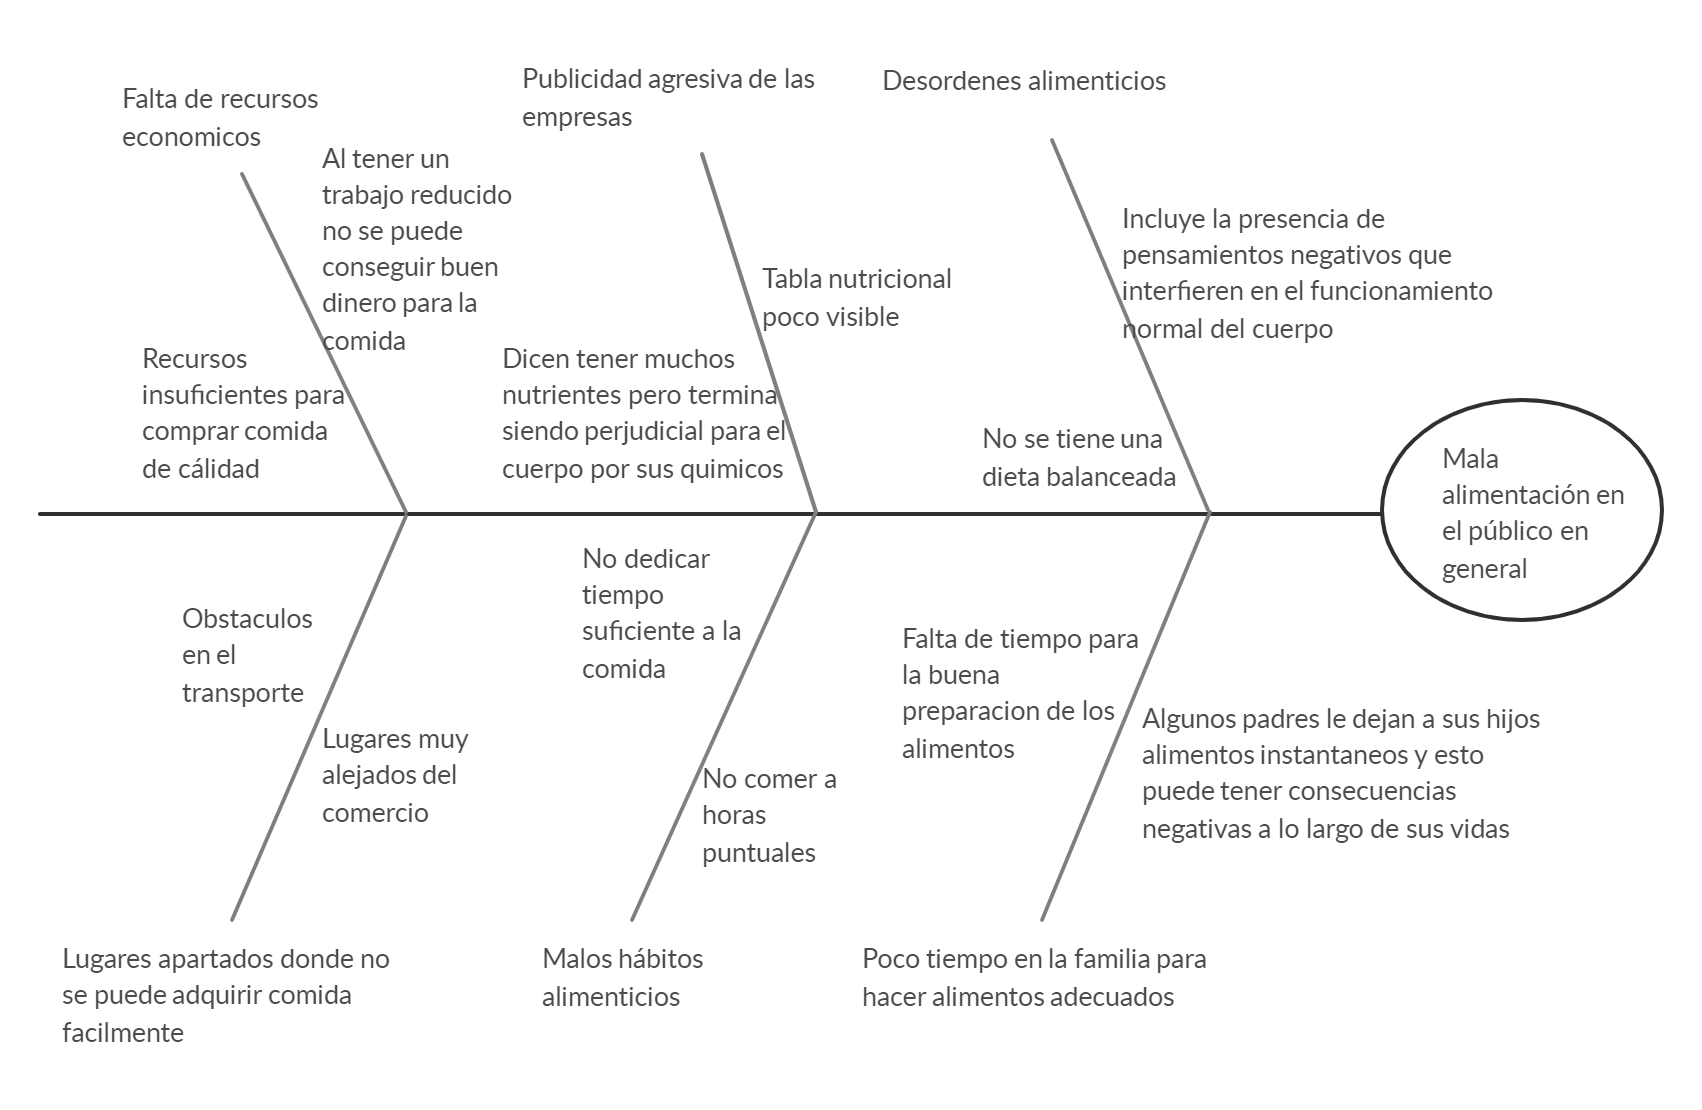 Falta de recursos
economicos
Al tener un
trabajo reducido
no se puede
conseguir buen
dinero para la
comida
Recursos
insuficientes para
comprar comida
de cálidad
Publicidad agresiva de las
empresas
Tabla nutricional
poco visible
Dicen tener muchos
nutrientes pero termina
siendo perjudicial para el
cuerpo por sus quimicos
Desordenes alimenticios
Incluye la presencia de
pensamientos negativos que
interfieren en el funcionamiento
normal del cuerpo
No se tiene una
dieta balanceada
Mala
alimentación en
el público en
general
Obstaculos
en el
transporte
Lugares muy
alejados del
comercio
Lugares apartados donde no
se puede adquirir comida
facilmente
No dedicar
tiempo
suficiente a la
comida
No comer a
horas
puntuales
Malos hábitos
alimenticios
Falta de tiempo para
la buena
preparacion de los
alimentos
Algunos padres le dejan a sus hijos
alimentos instantaneos y esto
puede tener consecuencias
negativas a lo largo de sus vidas
Poco tiempo en la familia para
hacer alimentos adecuados